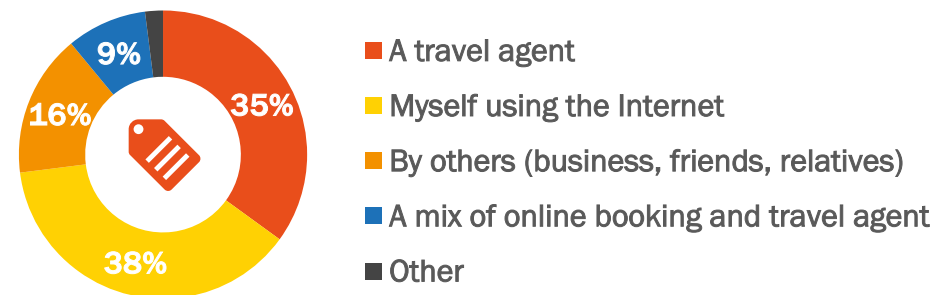 9%
35%
16%
38%
A travel agent
Myself using the Internet
By others (business, friends, relatives)
A mix of online booking and travel agent
Other